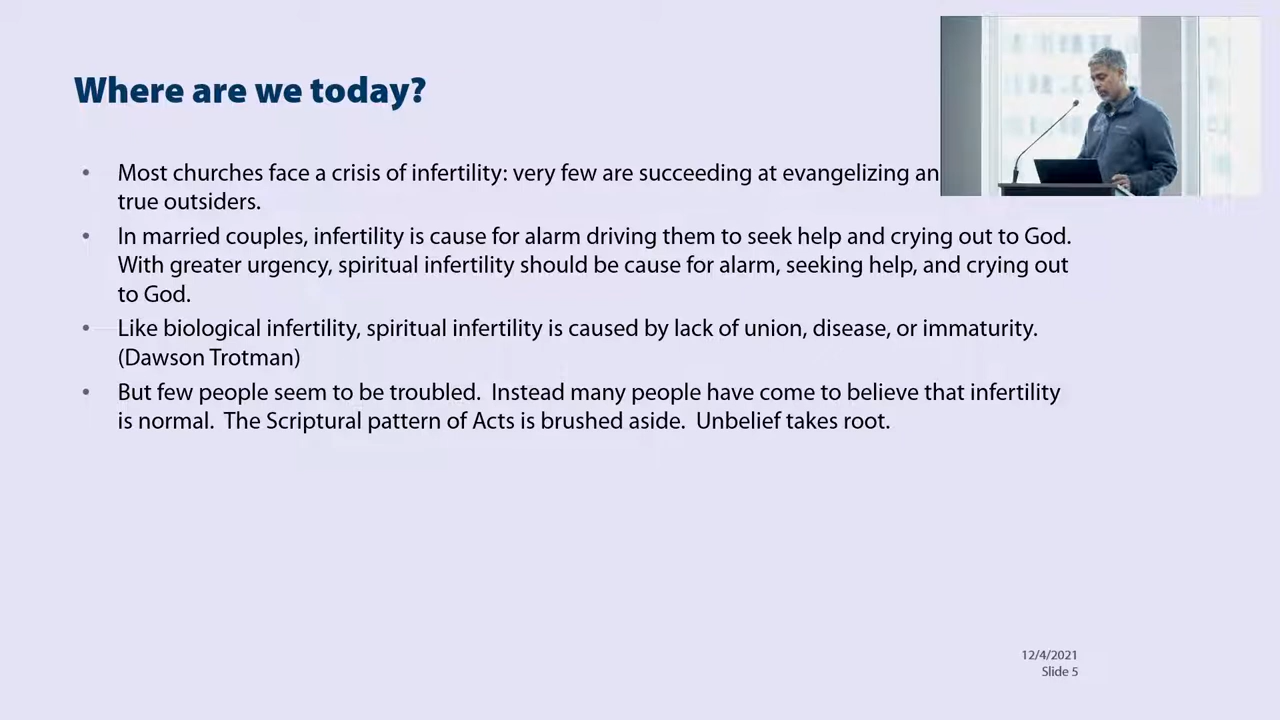 Where are we today?
• Most churches face a crisis of infertility: very few are succeeding at evangelizing
true outsiders.
• In married couples, infertility is cause for alarm driving them to seek help and crying out to God.
With greater urgency, spiritual infertility should be cause for alarm, seeking help, and crying out
to God.
• Like biological infertility, spiritual infertility is caused by lack of union, disease, or immaturity.
(Dawson Trotman)
• But few people seem to be troubled.  Instead many people have come to believe that infertility
is normal.  The Scriptural pattern of Acts is brushed aside.  Unbelief takes root.
12/4/2021
Slide 5